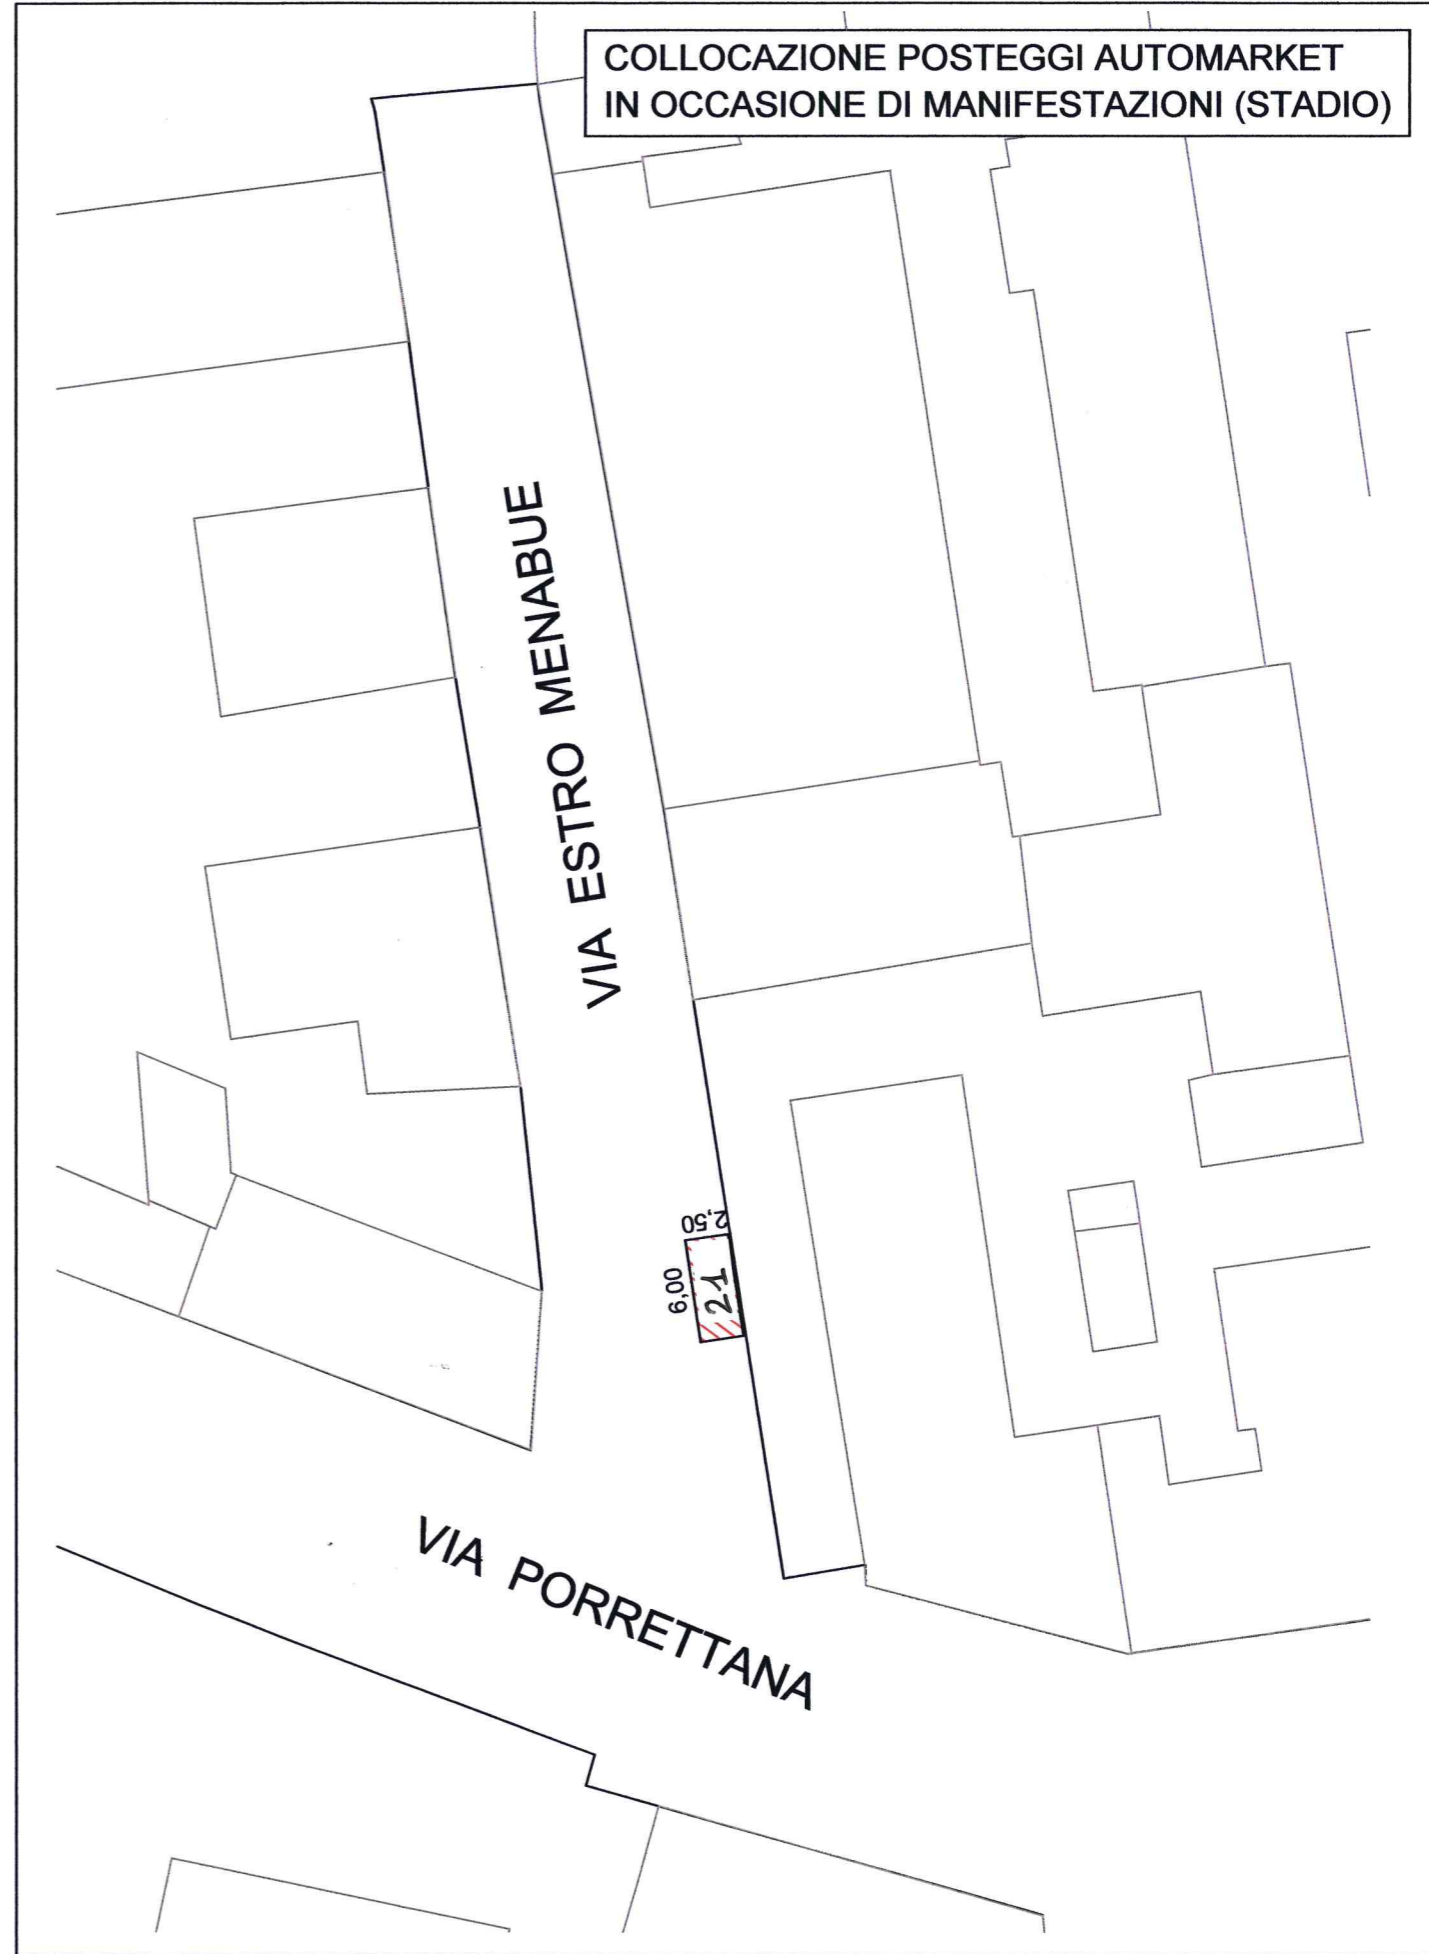 COLLOCAZIONE POSTEGGI AUTOMARKET
IN OCCASIONE DI MANIFESTAZIONI (STADIO)
VIA ESTRO MENABUE
2,50
6,00
21
VIA PORRETTANA